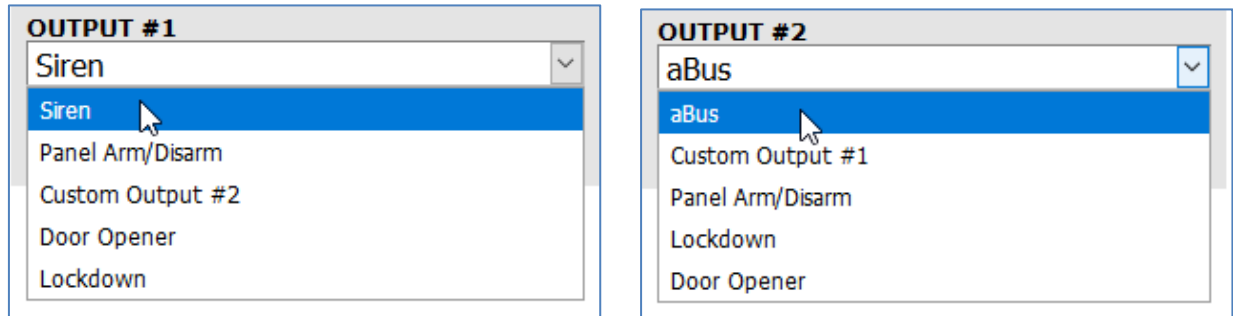 OUTPUT #1
Siren
Siren
Panel Arm/Disarm
Custom Output #2
Door Opener
Lockdown
OUTPUT #2
aBus
aBus
Custom Output #1
Panel Arm/Disarm
Lockdown
Door Opener